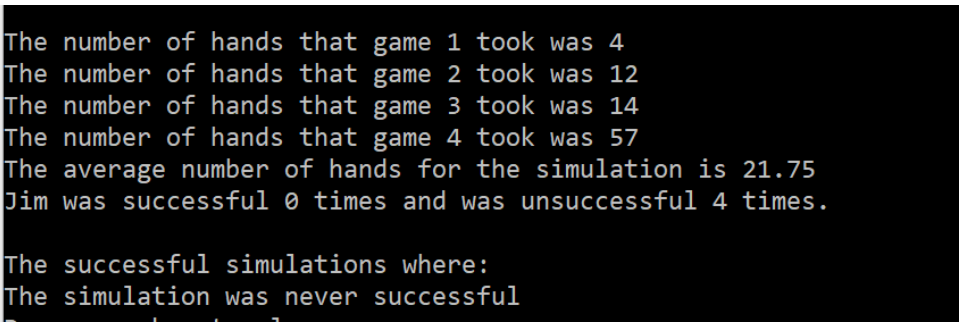 The number of hands that game 1 took was 4
The number of hands that game 2 took was 12
The number of hands that game 3 took was 14
The number of hands that game 4 took was 57
The average number of hands for the simulation is 21.75
Jim was successful 0 times and was unsuccessful 4 times.
The successful simulations where:
The simulation was never successful